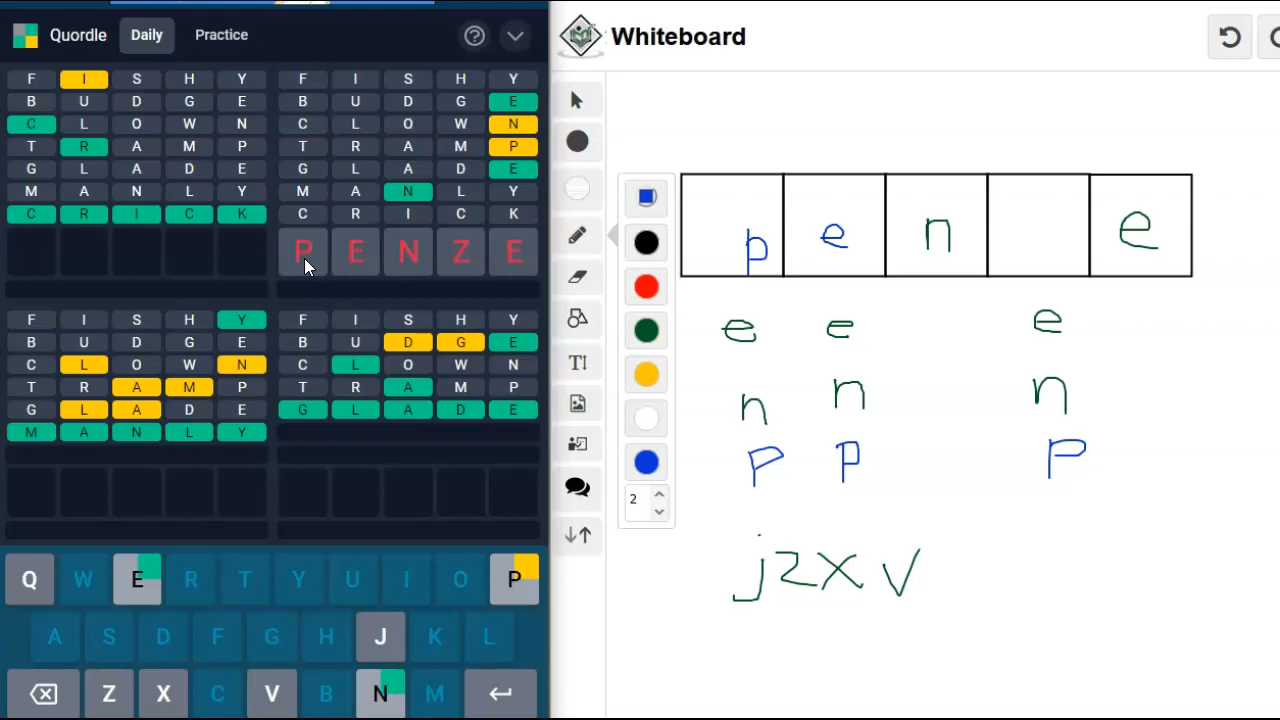 Quordle Daily Practice
Whiteboard
F I S H Y
B U D G E
C L O W N
T R A M P
G L A D E
M A N L Y
C R I C K
F I S H Y
B U D G E
C L O W N
T R A M P
G L A D E
M A N L Y
C R I C K
P E N Z E
F I S H Y
B U D G E
C L O W N
T R A M P
G L A D E
M A N L Y
F I S H Y
B U D G E
C L O W N
T R A M P
G L A D E
Q W E R T Y U I O P
A S D F G H J K L
Z X C V B N M
T
2
p e n e
e e e
n n n
P P P
j z x v